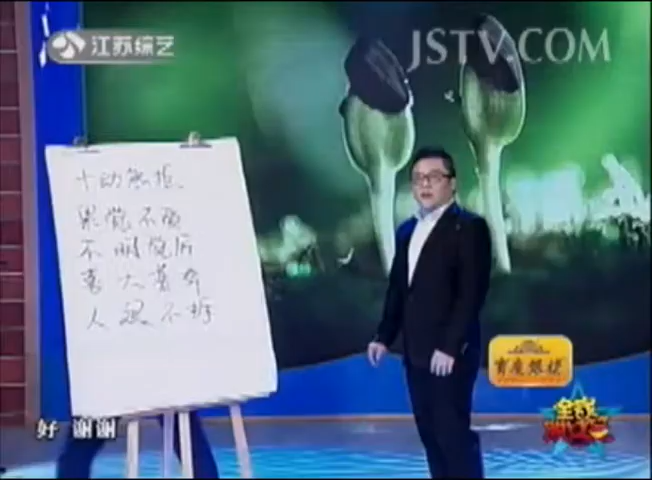 江苏综艺
JSTV.COM
十动然拒
累觉不爱
不明觉厉
喜大普奔
人艰不拆
好 谢谢